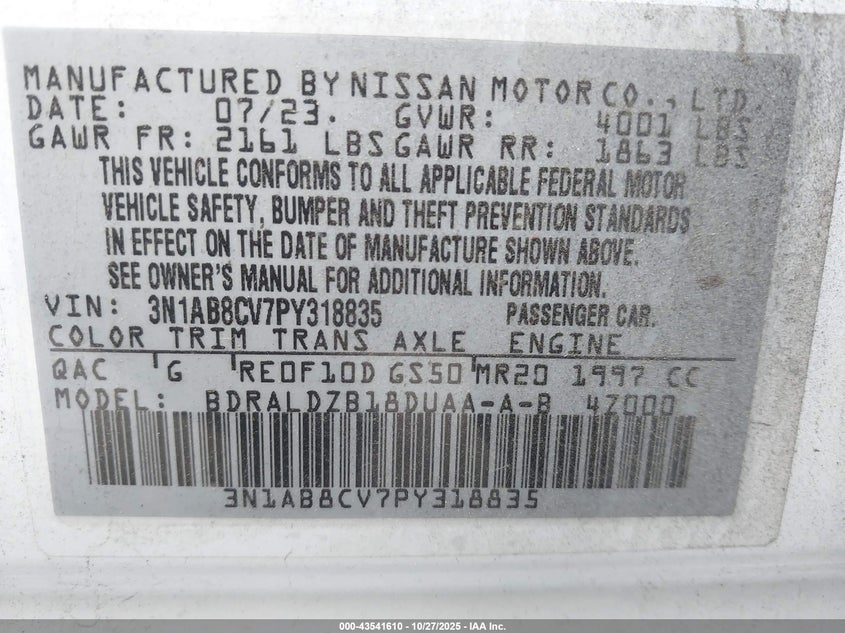 MANUFACTURED BY NISSAN MOTOR CO., LTD.
DATE: 07/23. GVWR: 4001 LBS
GAWR FR: 2161 LBS GAWR RR: 1863 LBS
THIS VEHICLE CONFORMS TO ALL APPLICABLE FEDERAL MOTOR
VEHICLE SAFETY, BUMPER AND THEFT PREVENTION STANDARDS
IN EFFECT ON THE DATE OF MANUFACTURE SHOWN ABOVE.
SEE OWNER'S MANUAL FOR ADDITIONAL INFORMATION.
VIN: 3N1AB8CV7PY318835 PASSENGER CAR.
COLOR TRIM TRANS AXLE ENGINE
QAC G RE0F10D GS50 MR20 1997 CC
MODEL: BDRALDZB18DUAA-A-B 47000
3N1AB8CV7PY318835
000-43541610 | 10/27/2025 | IAA Inc.